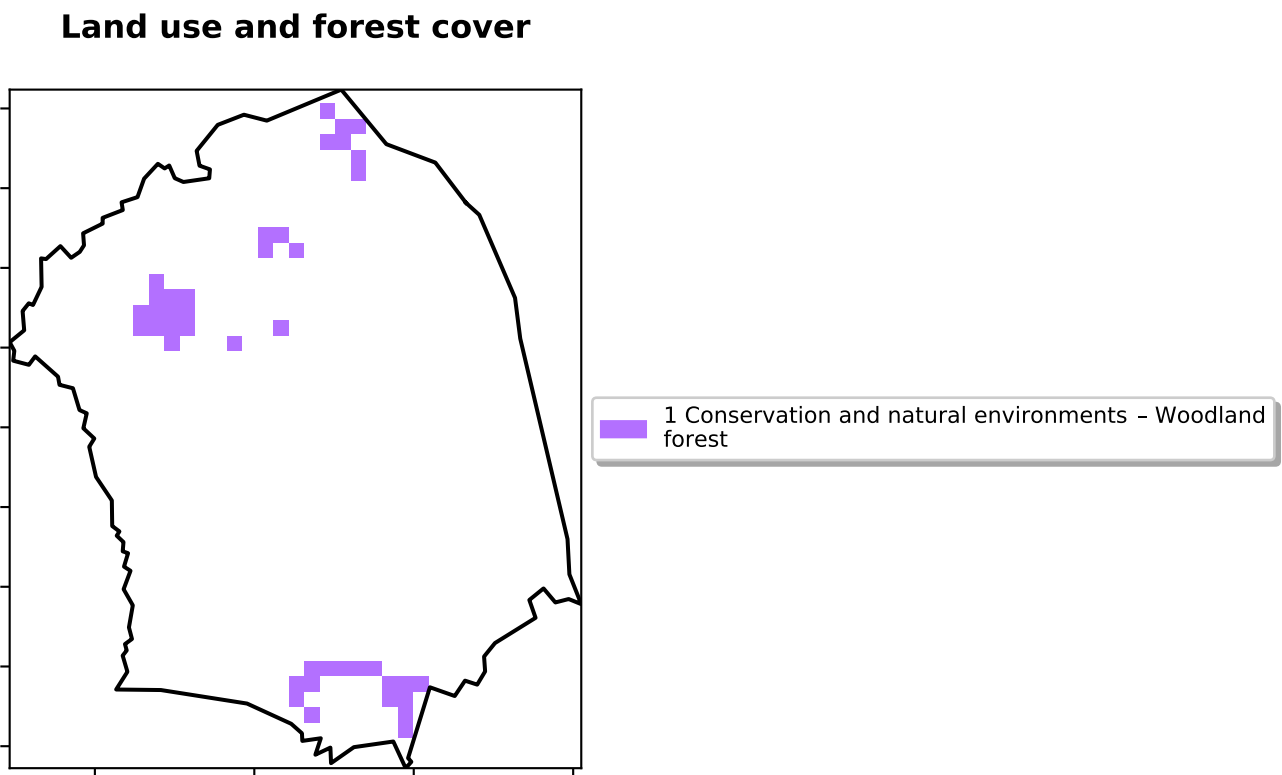 Land use and forest cover
1 Conservation and natural environments – Woodland
forest